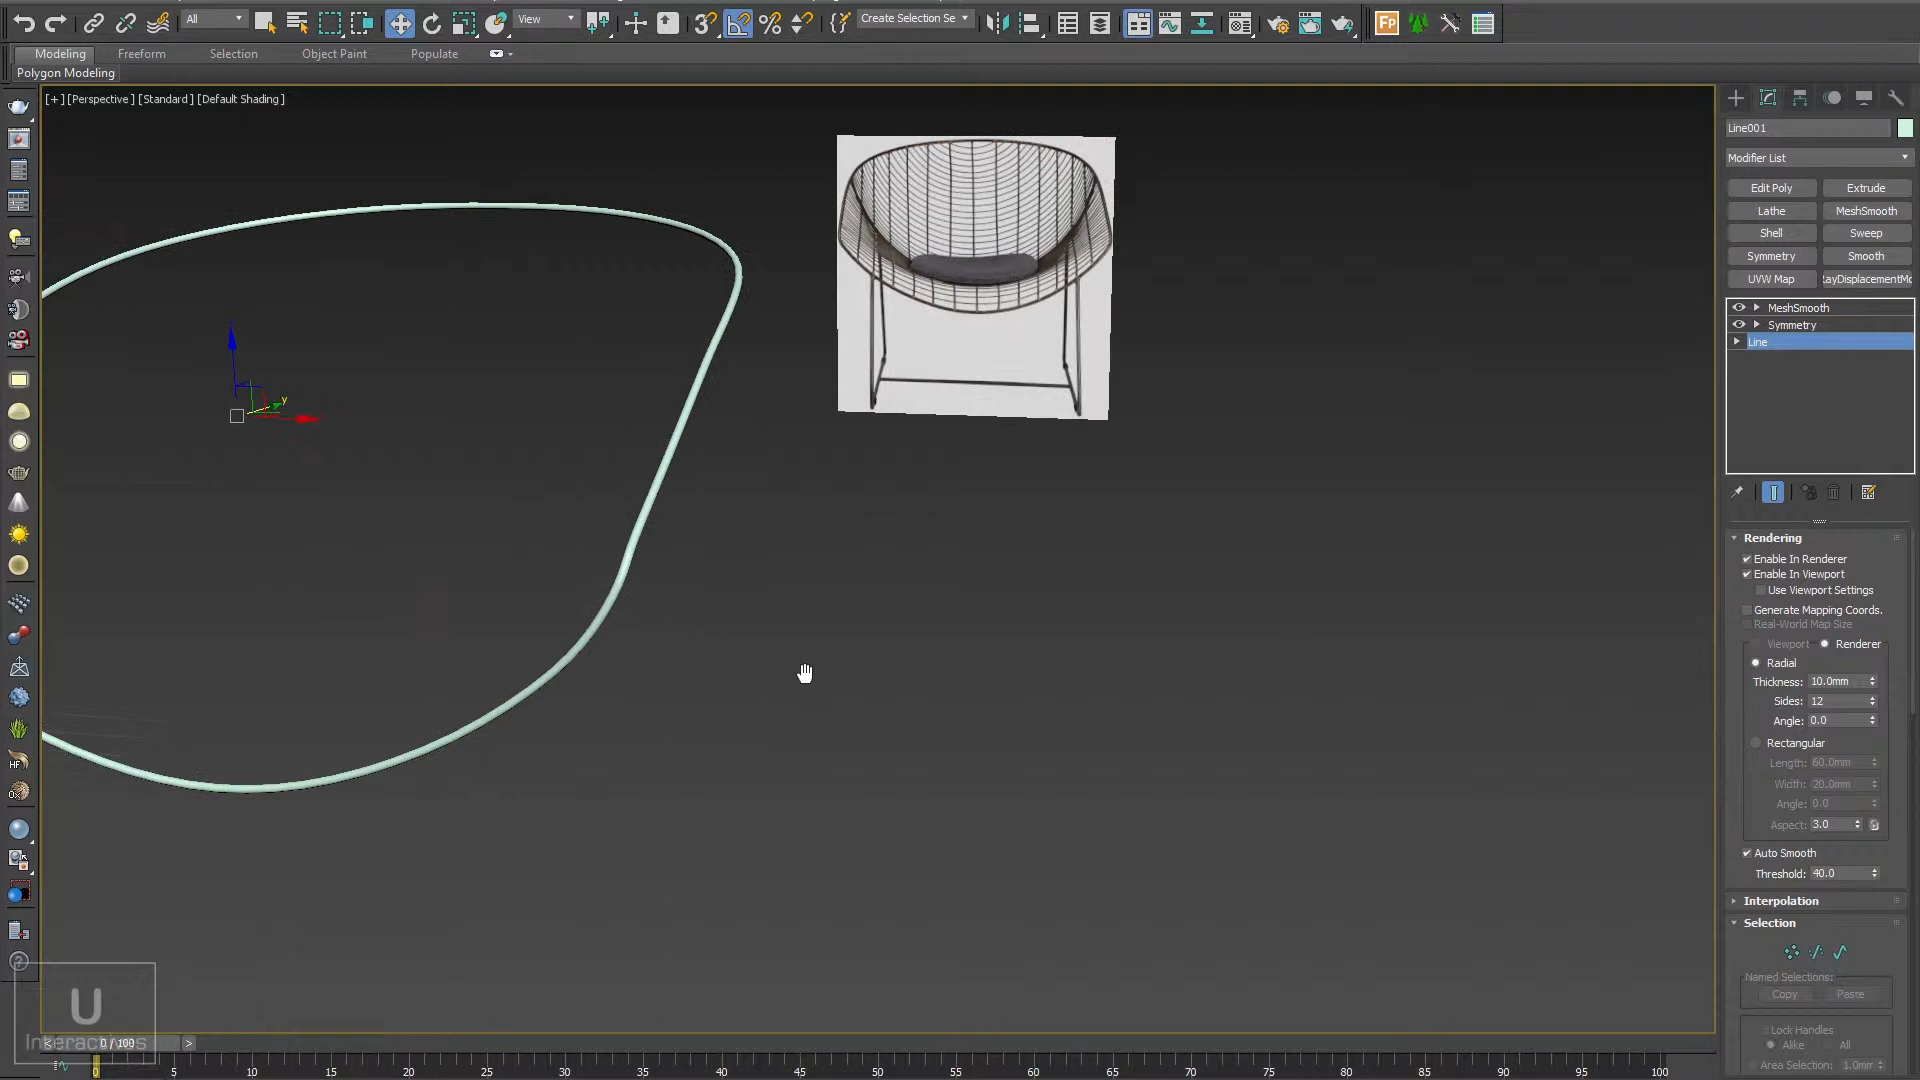 All
View
Create Selection Se
Modeling
Freeform
Selection
Object Paint
Populate
Polygon Modeling
[+] [Perspective] [Standard] [Default Shading]
Line001
Modifier List
Edit Poly
Extrude
Lathe
MeshSmooth
Shell
Sweep
Symmetry
Smooth
UVW Map
RayDisplacementMo
MeshSmooth
Symmetry
Line
Rendering
Enable In Renderer
Enable In Viewport
Use Viewport Settings
Generate Mapping Coords.
Real-World Map Size
Viewport
Renderer
Radial
Thickness: 10.0mm
Sides: 12
Angle: 0.0
Rectangular
Length: 60.0mm
Width: 20.0mm
Angle: 0.0
Aspect: 3.0
Auto Smooth
Threshold: 40.0
Interpolation
Selection
Named Selections:
Copy
Paste
Lock Handles
Alike
All
Area Selection: 1.0mm
y
U
Interactives
< 0 / 100 >
0 5 10 15 20 25 30 35 40 45 50 55 60 65 70 75 80 85 90 95 100